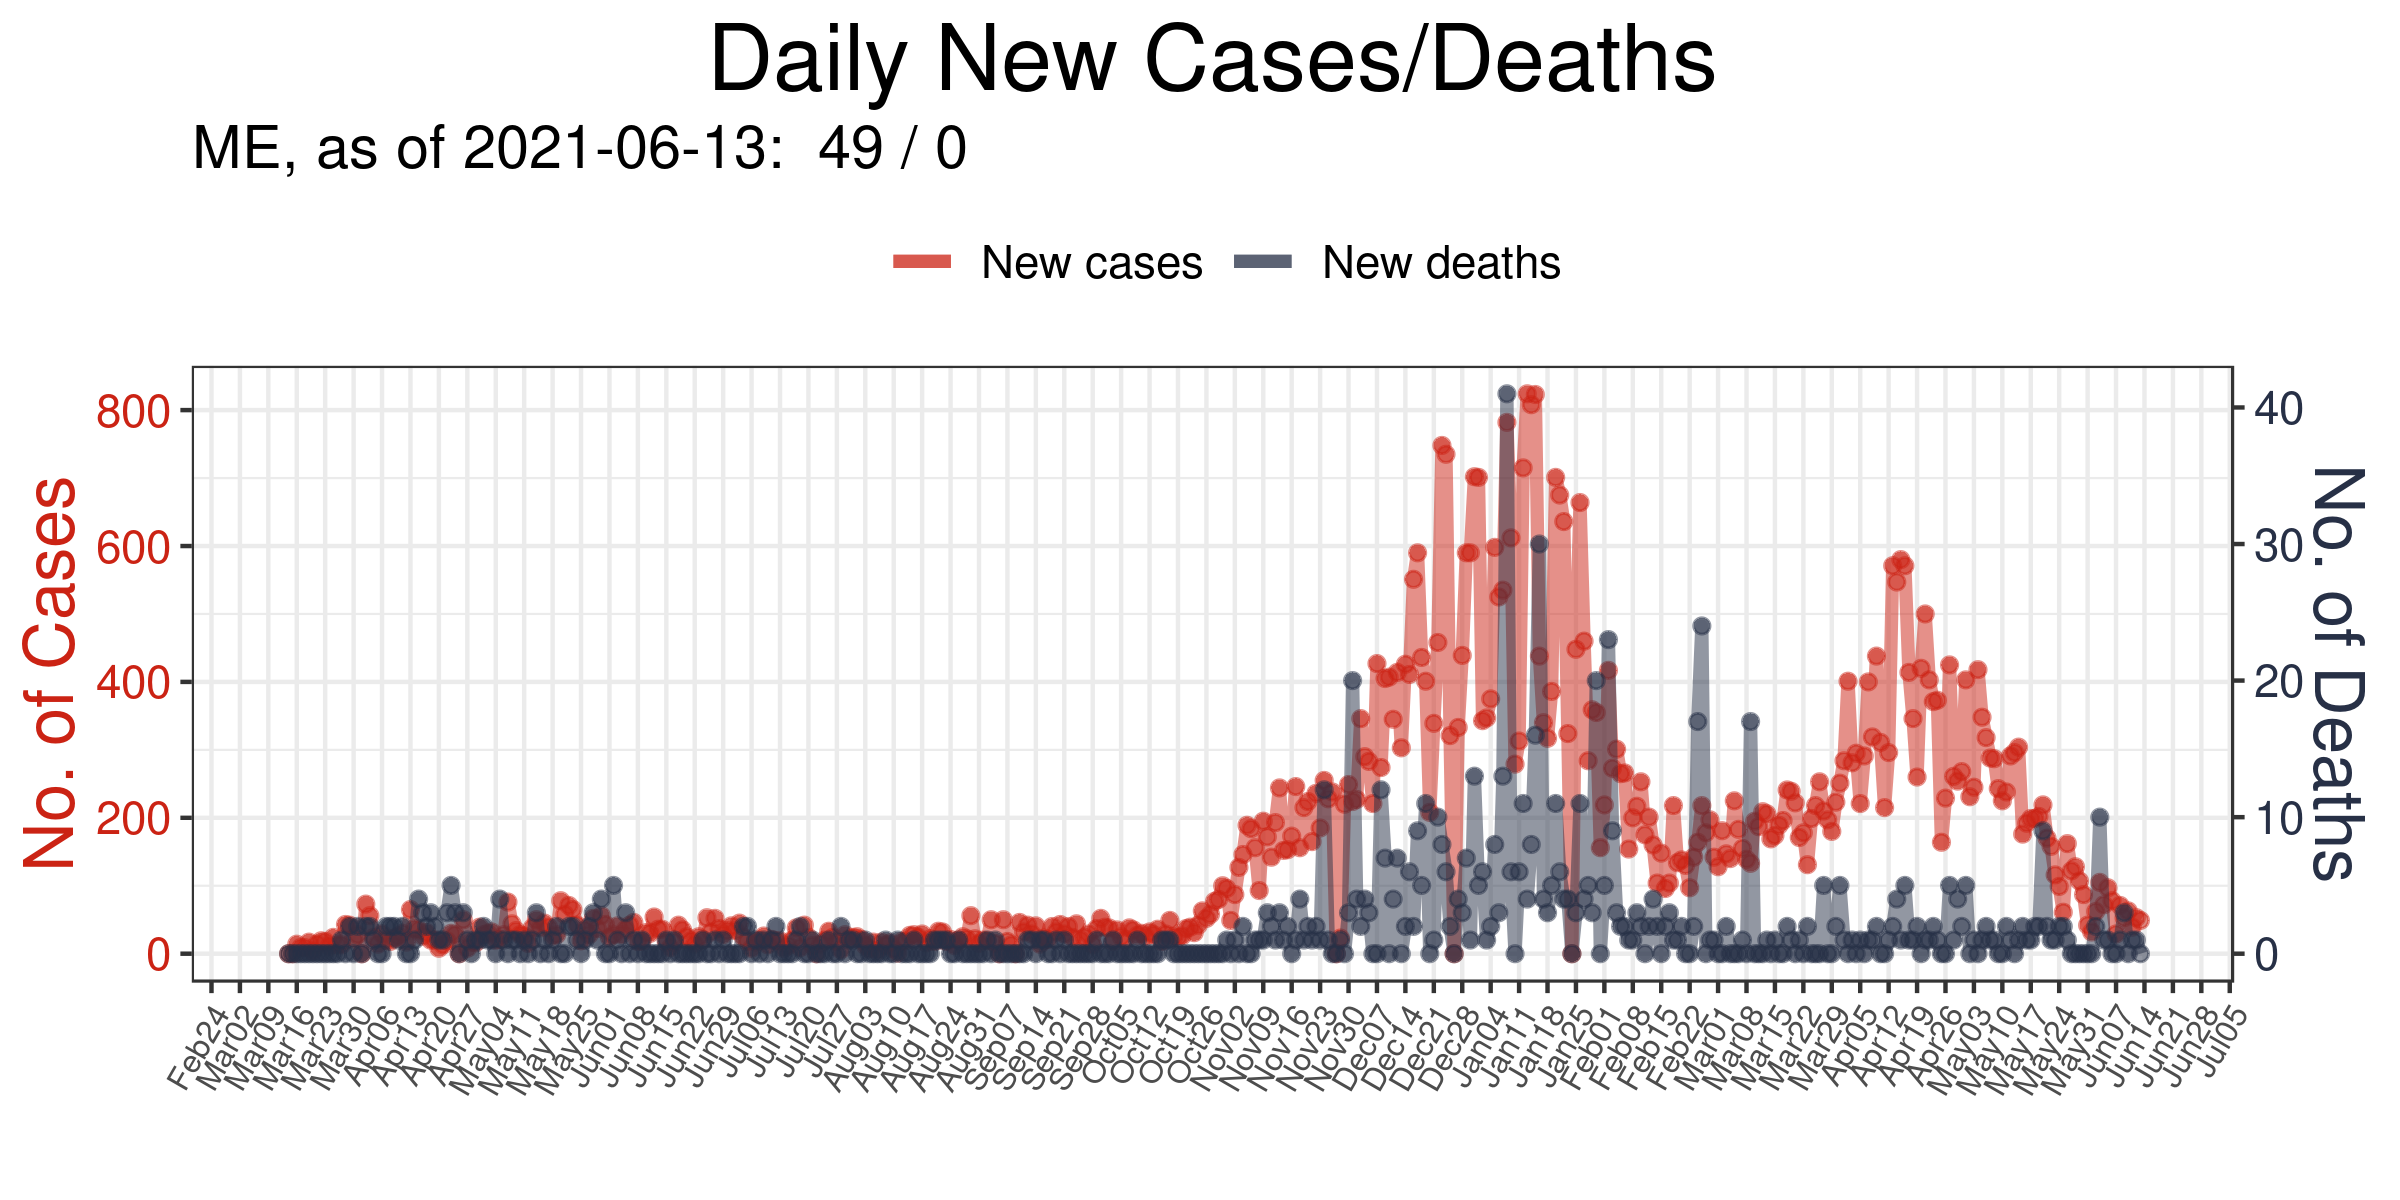 Daily New Cases/Deaths
ME, as of 2021-06-13:  49 / 0
New cases
New deaths
No. of Cases
800
600
400
200
0
40
30
20
10
0
No. of Deaths
Feb24
Mar02
Mar09
Mar16
Mar23
Mar30
Apr06
Apr13
Apr20
Apr27
May04
May11
May18
May25
Jun01
Jun08
Jun15
Jun22
Jun29
Jul06
Jul13
Jul20
Jul27
Aug03
Aug10
Aug17
Aug24
Aug31
Sep07
Sep14
Sep21
Sep28
Oct05
Oct12
Oct19
Oct26
Nov02
Nov09
Nov16
Nov23
Nov30
Dec07
Dec14
Dec21
Dec28
Jan04
Jan11
Jan18
Jan25
Feb01
Feb08
Feb15
Feb22
Mar01
Mar08
Mar15
Mar22
Mar29
Apr05
Apr12
Apr19
Apr26
May03
May10
May17
May24
May31
Jun07
Jun14
Jun21
Jun28
Jul05